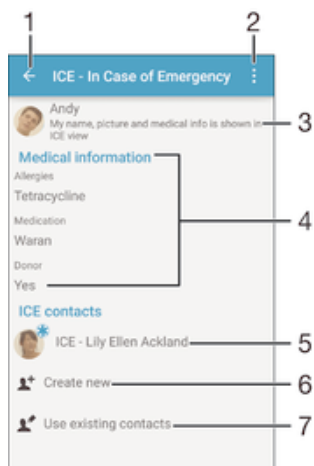 1
2
ICE - In Case of Emergency
Andy
My name, picture and medical info is shown in
ICE view
3
Medical information
Allergies
Tetracycline
Medication
Waran
Donor
Yes
4
ICE contacts
ICE - Lily Ellen Ackland
5
Create new
6
Use existing contacts
7